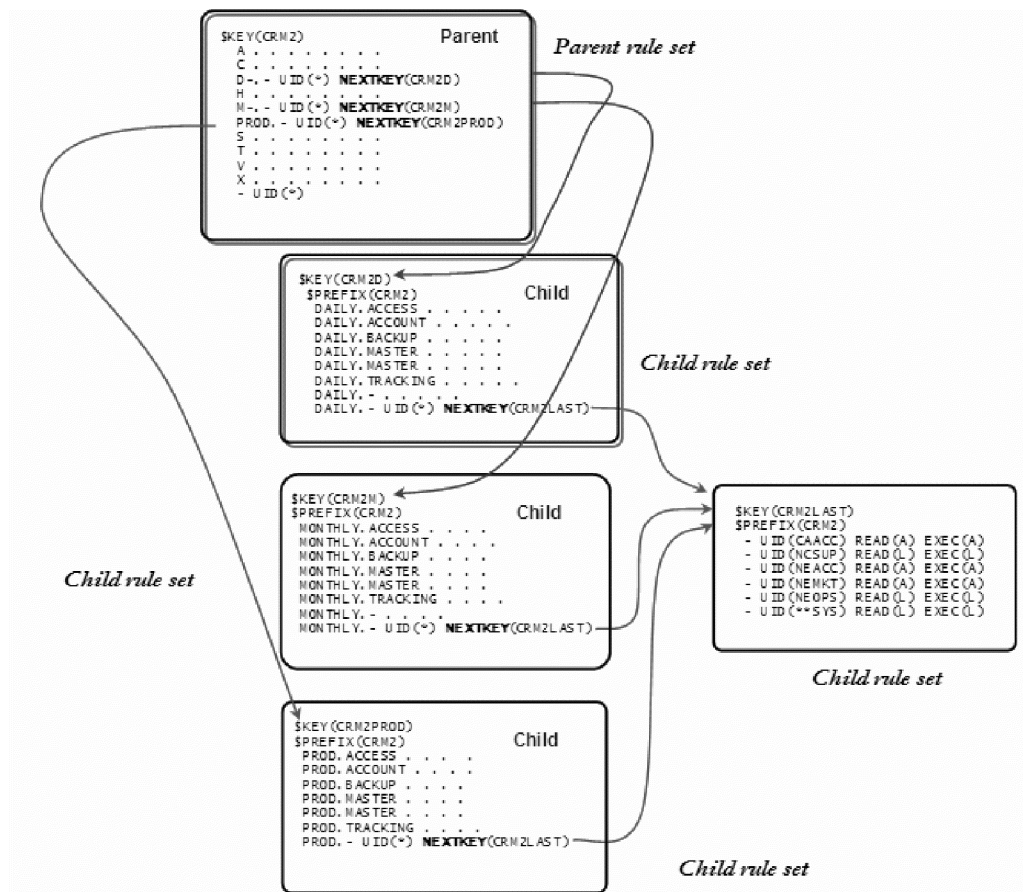 $KEY(CRM2) Parent
A . . . . . . . .
C . . . . . . . .
D-.- UID(*) NEXTKEY(CRM2D)
H . . . . . . . .
M-.- UID(*) NEXTKEY(CRM2M)
PROD.- UID(*) NEXTKEY(CRM2PROD)
S . . . . . . . .
T . . . . . . . .
V . . . . . . . .
X . . . . . . . .
- UID(*)
Parent rule set
$KEY(CRM2D) Child
$PREFIX(CRM2)
DAILY.ACCESS . . . . .
DAILY.ACCOUNT . . . . .
DAILY.BACKUP . . . . .
DAILY.MASTER . . . . .
DAILY.MASTER . . . . .
DAILY.TRACKING . . . . .
DAILY.- . . . . .
DAILY.- UID(*) NEXTKEY(CRM2LAST)
Child rule set
$KEY(CRM2M) Child
$PREFIX(CRM2)
MONTHLY.ACCESS . . . .
MONTHLY.ACCOUNT . . . .
MONTHLY.BACKUP . . . .
MONTHLY.MASTER . . . .
MONTHLY.MASTER . . . .
MONTHLY.TRACKING . . . .
MONTHLY.- . . . .
MONTHLY.- UID(*) NEXTKEY(CRM2LAST)
Child rule set
$KEY(CRM2LAST)
$PREFIX(CRM2)
- UID(CAACC) READ(A) EXEC(A)
- UID(NCSUP) READ(L) EXEC(L)
- UID(NEACC) READ(A) EXEC(A)
- UID(NEMKT) READ(A) EXEC(A)
- UID(NEOPS) READ(L) EXEC(L)
- UID(**SYS) READ(L) EXEC(L)
Child rule set
$KEY(CRM2PROD) Child
$PREFIX(CRM2)
PROD.ACCESS . . . .
PROD.ACCOUNT . . . .
PROD.BACKUP . . . .
PROD.MASTER . . . .
PROD.MASTER . . . .
PROD.TRACKING . . . .
PROD.- UID(*) NEXTKEY(CRM2LAST)
Child rule set